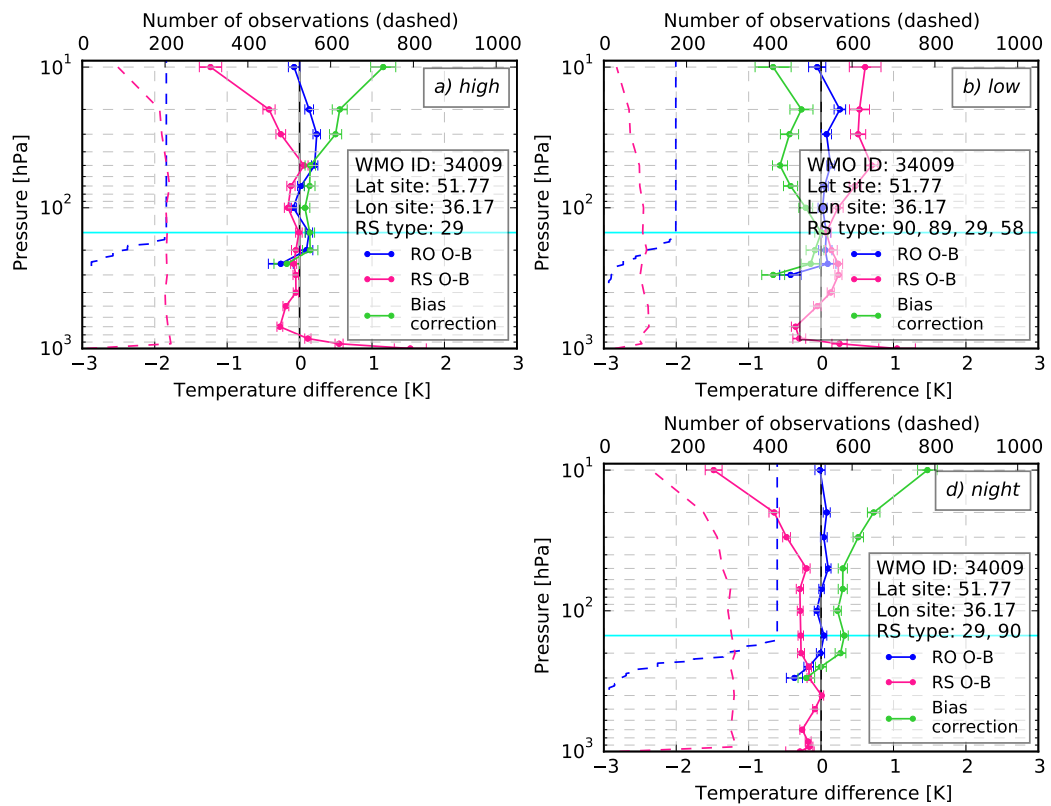 Number of observations (dashed)
0 200 400 600 800 1000
10¹
10²
10³
Pressure [hPa]
a) high
WMO ID: 34009
Lat site: 51.77
Lon site: 36.17
RS type: 29
RO O-B
RS O-B
Bias
correction
−3 −2 −1 0 1 2 3
Temperature difference [K]
Number of observations (dashed)
0 200 400 600 800 1000
10¹
10²
10³
Pressure [hPa]
b) low
WMO ID: 34009
Lat site: 51.77
Lon site: 36.17
RS type: 90, 89, 29, 58
RO O-B
RS O-B
Bias
correction
−3 −2 −1 0 1 2 3
Temperature difference [K]
Number of observations (dashed)
0 200 400 600 800 1000
10¹
10²
10³
Pressure [hPa]
d) night
WMO ID: 34009
Lat site: 51.77
Lon site: 36.17
RS type: 29, 90
RO O-B
RS O-B
Bias
correction
−3 −2 −1 0 1 2 3
Temperature difference [K]